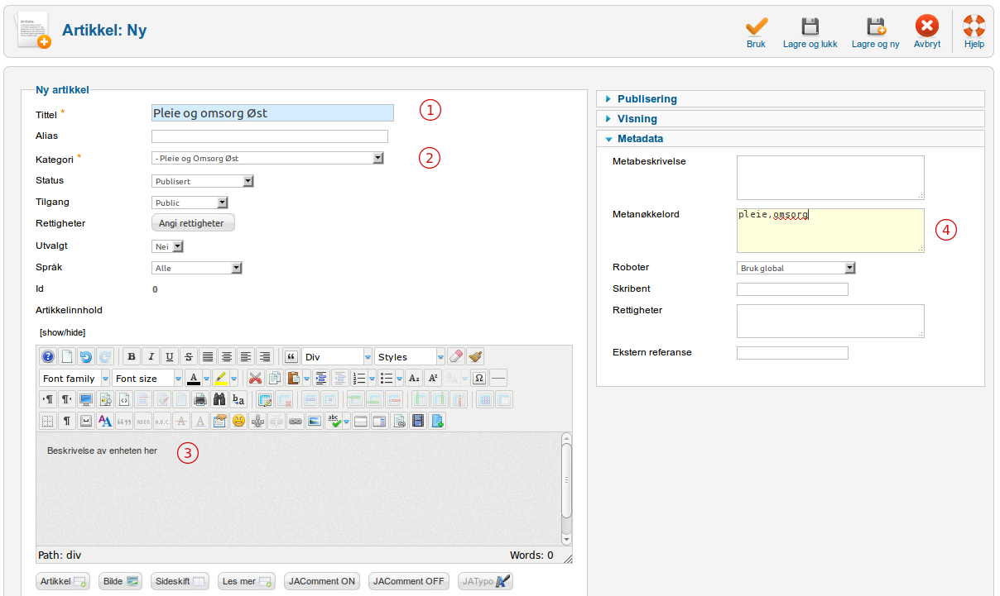 Artikkel: Ny
Bruk
Lagre og lukk
Lagre og ny
Avbryt
Hjelp
Ny artikkel
Tittel *
Pleie og omsorg Øst
1
Alias
Kategori *
- Pleie og Omsorg Øst
2
Status
Publisert
Tilgang
Public
Rettigheter
Angi rettigheter
Utvalgt
Nei
Språk
Alle
Id
0
Artikkelinnhold
[show/hide]
B I U S Div Styles
Font family Font size A A₂ A² Ω
b a
ABBR A.B.C. A A abc
Beskrivelse av enheten her
3
Path: div
Words: 0
Artikkel
Bilde
Sideskift
Les mer
JAComment ON
JAComment OFF
JATypo
Publisering
Visning
Metadata
Metabeskrivelse
Metanøkkelord
pleie,omsorg
4
Roboter
Bruk global
Skribent
Rettigheter
Ekstern referanse